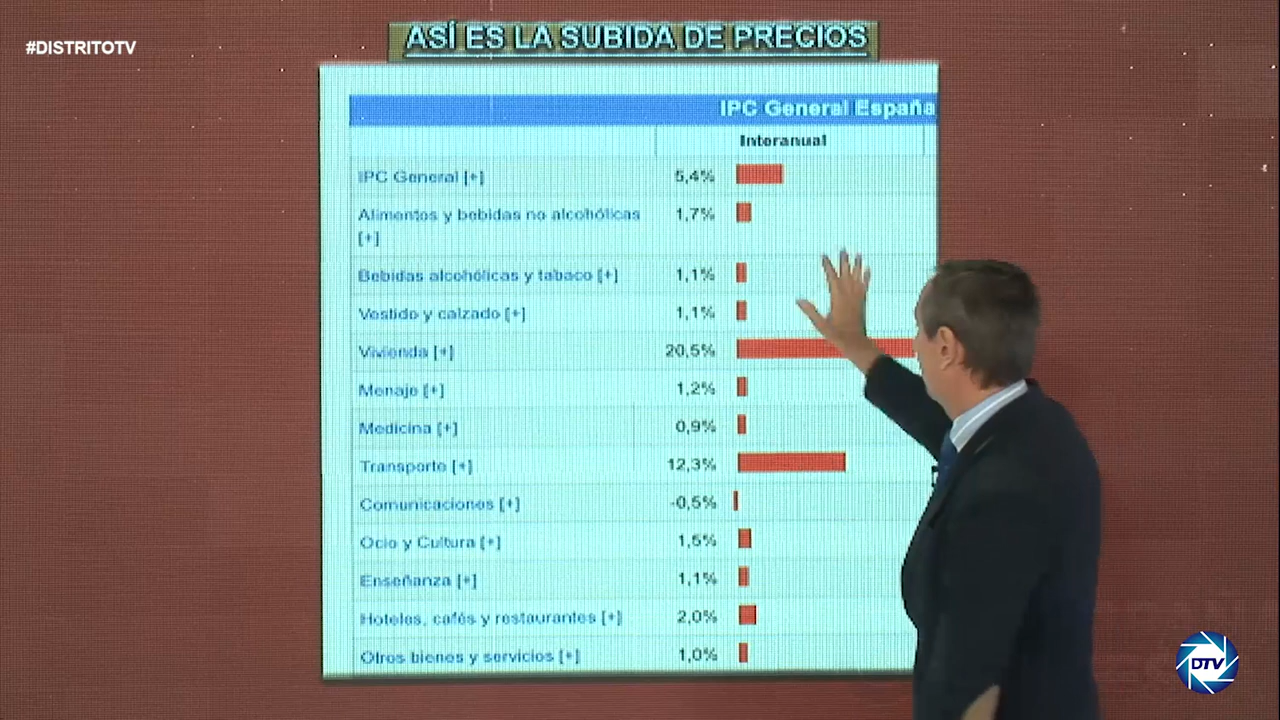 #DISTRITOTV
ASÍ ES LA SUBIDA DE PRECIOS
IPC General España
Interanual
IPC General [+] 5,4%
Alimentos y bebidas no alcohólicas
[+] 1,7%
Bebidas alcohólicas y tabaco [+] 1,1%
Vestido y calzado [+] 1,1%
Vivienda [+] 20,5%
Menaje [+] 1,2%
Medicina [+] 0,9%
Transporte [+] 12,3%
Comunicaciones [+] -0,5%
Ocio y Cultura [+] 1,5%
Enseñanza [+] 1,1%
Hoteles, cafés y restaurantes [+] 2,0%
Otros bienes y servicios [+] 1,0%
DTV